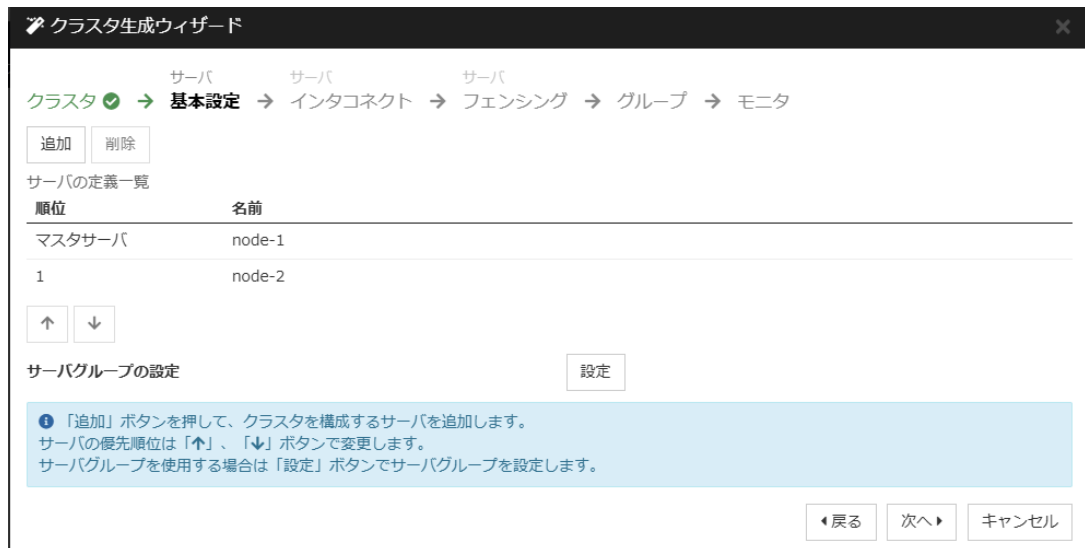 クラスタ生成ウィザード
サーバ サーバ サーバ
クラスタ → 基本設定 → インタコネクト → フェンシング → グループ → モニタ
追加 削除
サーバの定義一覧
順位 名前
マスタサーバ node-1
1 node-2
↑ ↓
サーバグループの設定 設定
「追加」ボタンを押して、クラスタを構成するサーバを追加します。
サーバの優先順位は「↑」、「↓」ボタンで変更します。
サーバグループを使用する場合は「設定」ボタンでサーバグループを設定します。
戻る 次へ キャンセル